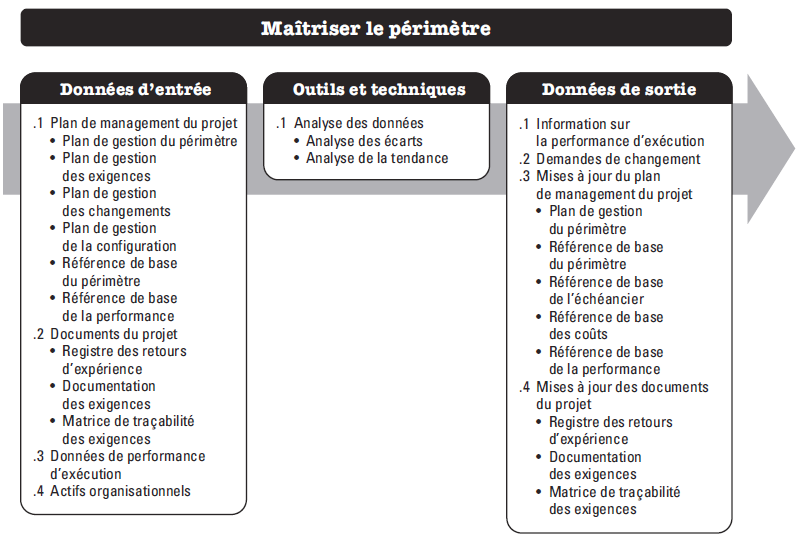 Maîtriser le périmètre
Données d’entrée
.1 Plan de management du projet
• Plan de gestion du périmètre
• Plan de gestion
des exigences
• Plan de gestion
des changements
• Plan de gestion
de la configuration
• Référence de base
du périmètre
• Référence de base
de la performance
.2 Documents du projet
• Registre des retours
d’expérience
• Documentation
des exigences
• Matrice de traçabilité
des exigences
.3 Données de performance
d’exécution
.4 Actifs organisationnels
Outils et techniques
.1 Analyse des données
• Analyse des écarts
• Analyse de la tendance
Données de sortie
.1 Information sur
la performance d’exécution
.2 Demandes de changement
.3 Mises à jour du plan
de management du projet
• Plan de gestion
du périmètre
• Référence de base
du périmètre
• Référence de base
de l’échéancier
• Référence de base
des coûts
• Référence de base
de la performance
.4 Mises à jour des documents
du projet
• Registre des retours
d’expérience
• Documentation
des exigences
• Matrice de traçabilité
des exigences